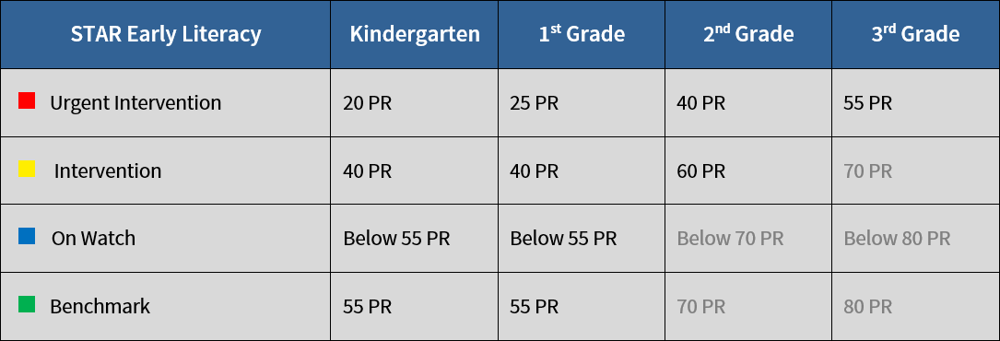 STAR Early Literacy Kindergarten 1st Grade 2nd Grade 3rd Grade
Urgent Intervention 20 PR 25 PR 40 PR 55 PR
Intervention 40 PR 40 PR 60 PR 70 PR
On Watch Below 55 PR Below 55 PR Below 70 PR Below 80 PR
Benchmark 55 PR 55 PR 70 PR 80 PR